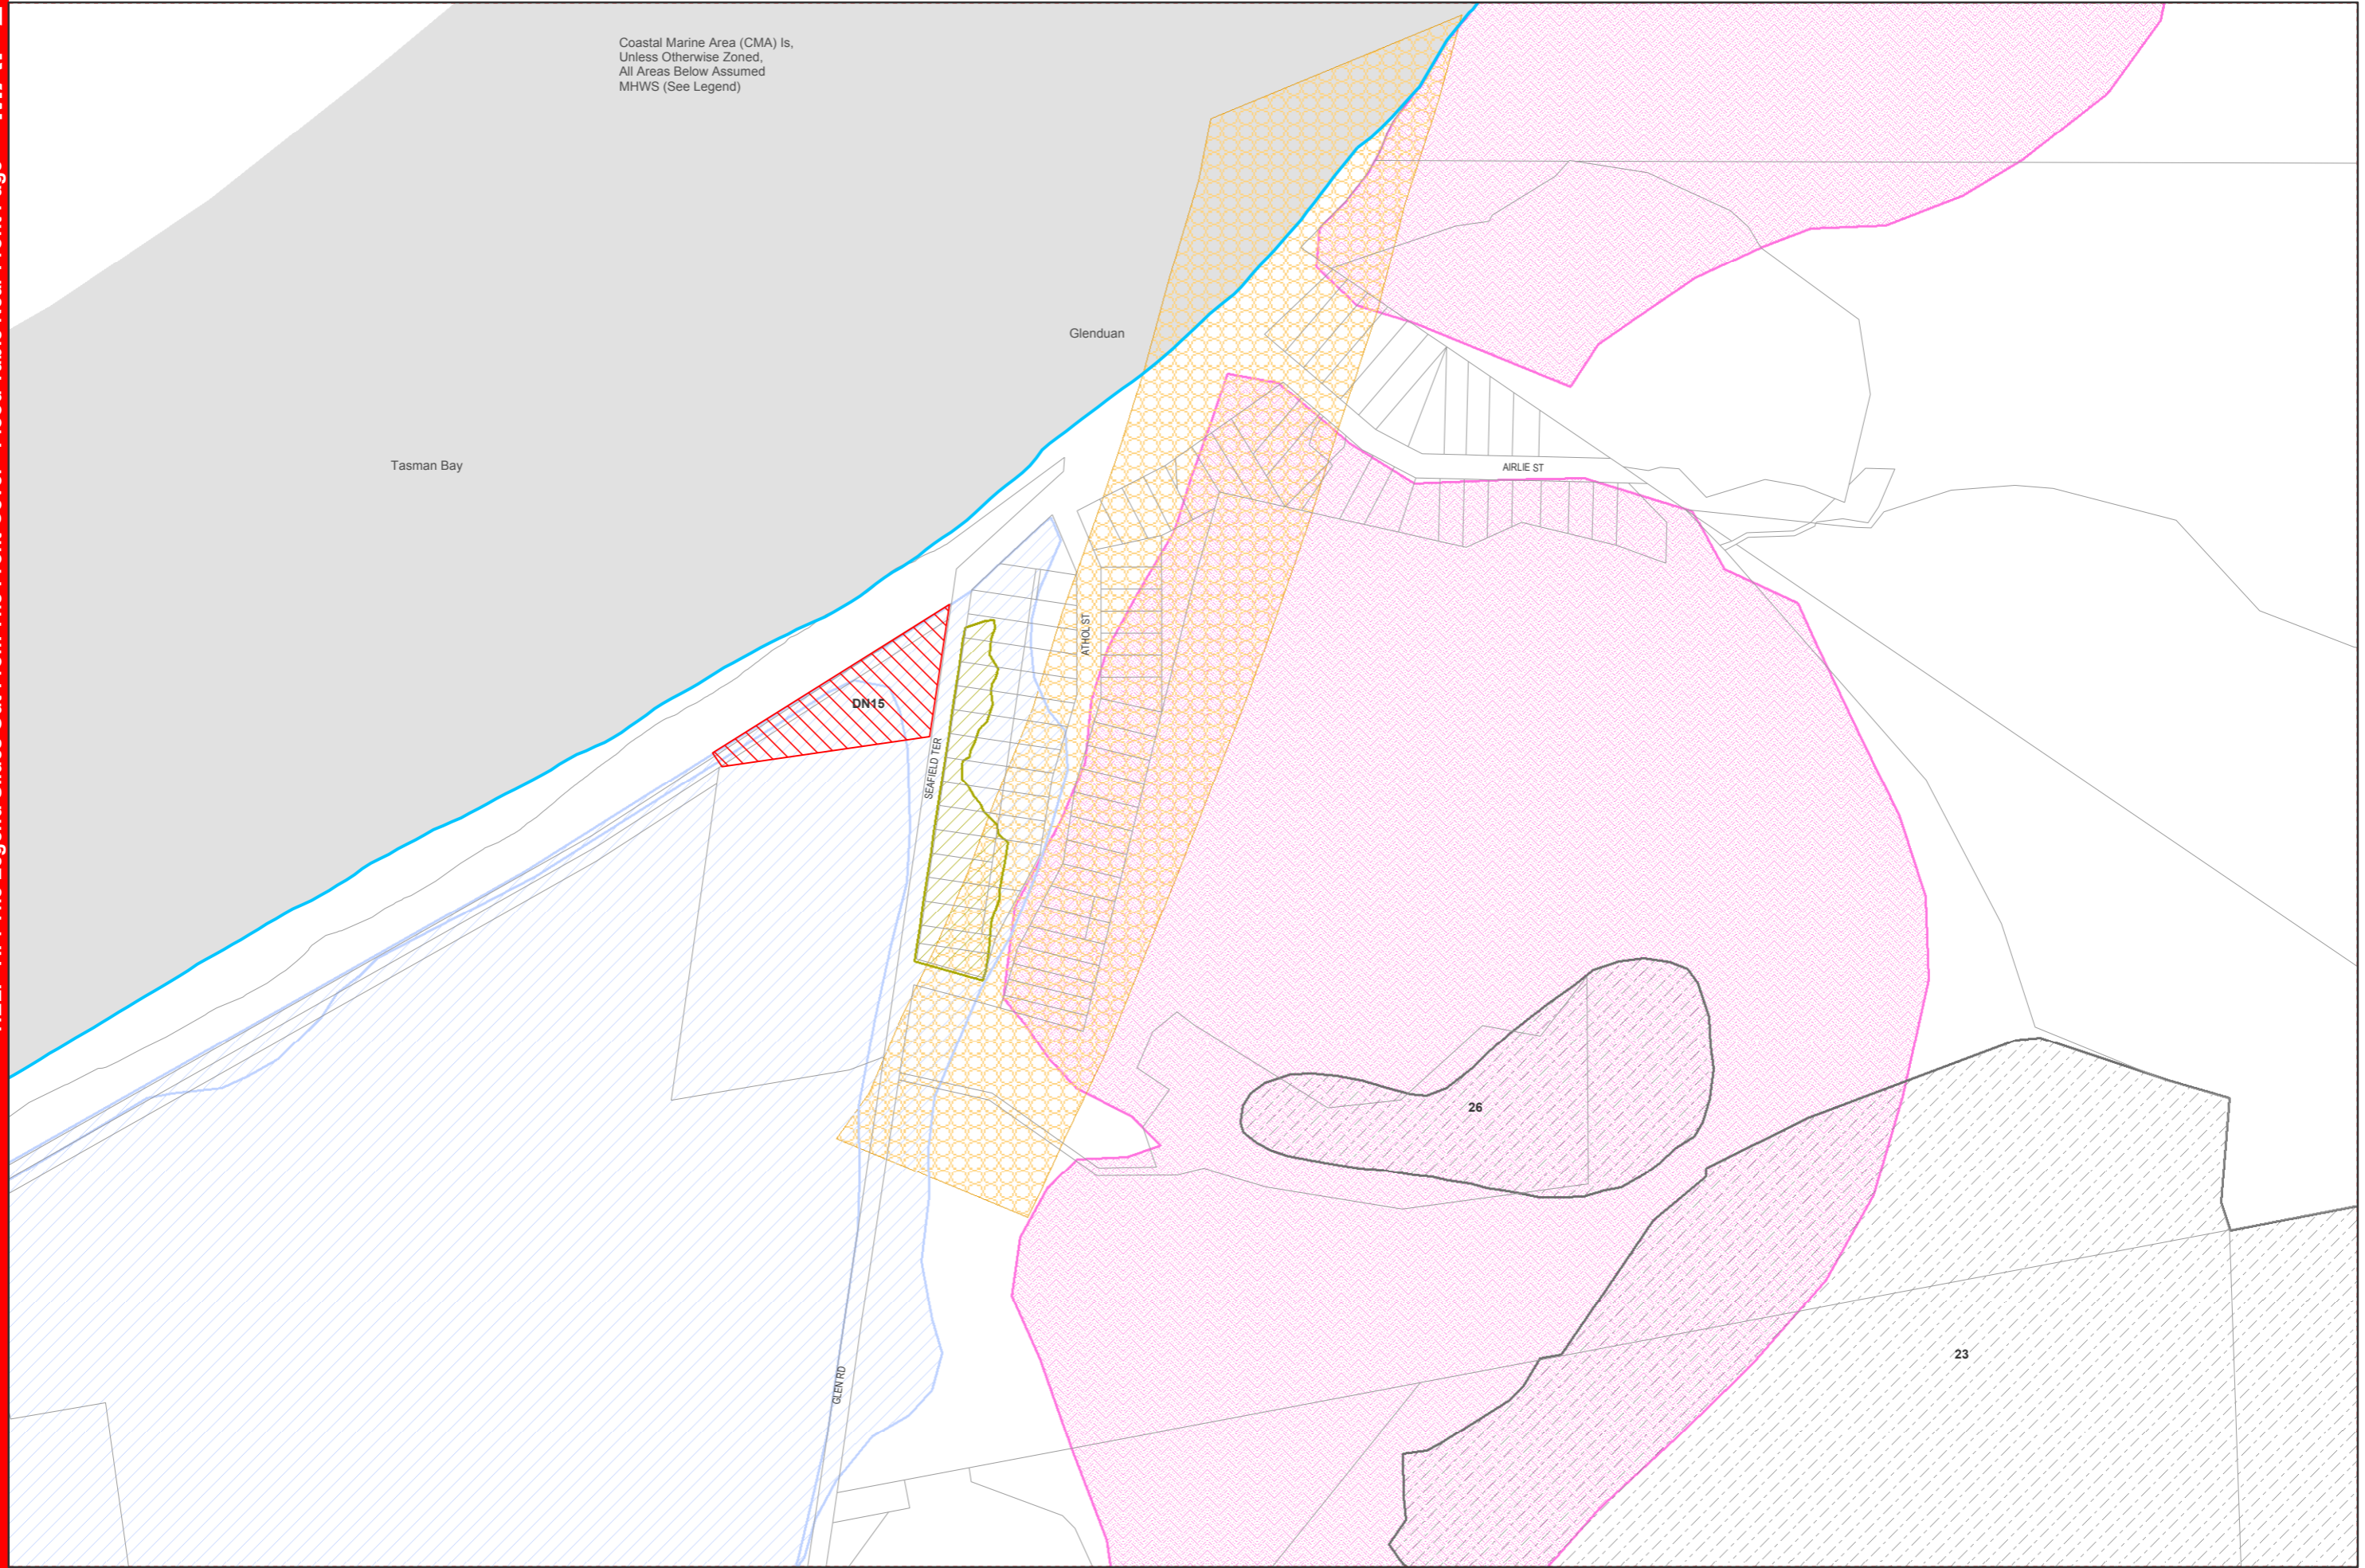 Coastal Marine Area (CMA) Is,
Unless Otherwise Zoned,
All Areas Below Assumed
MHWS (See Legend)
Glenduan
Tasman Bay
AIRLIE ST
ATHOL ST
DN15
SEAFIELD TER
26
23
GLEN RD